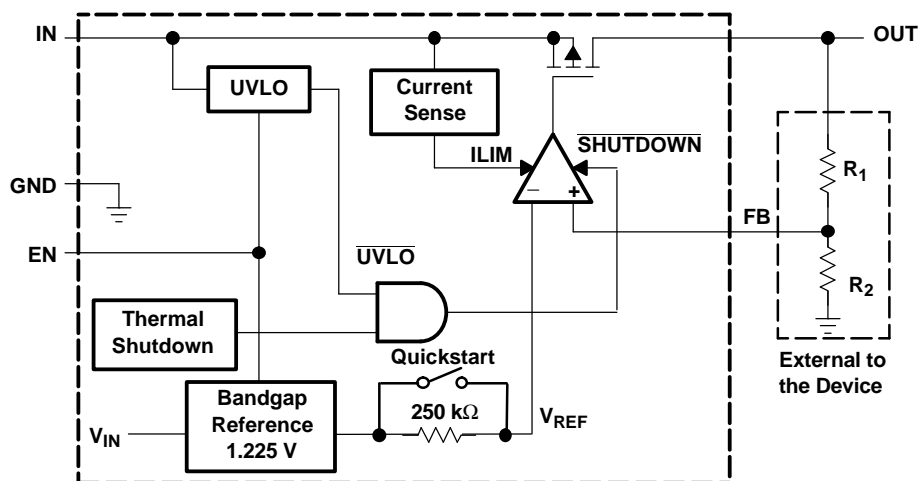 IN
OUT
UVLO
Current
Sense
SHUTDOWN
ILIM
R1
GND
FB
EN
UVLO
R2
Thermal
Shutdown
Quickstart
External to
the Device
Bandgap
Reference
1.225 V
250 kΩ
VREF
VIN
− +